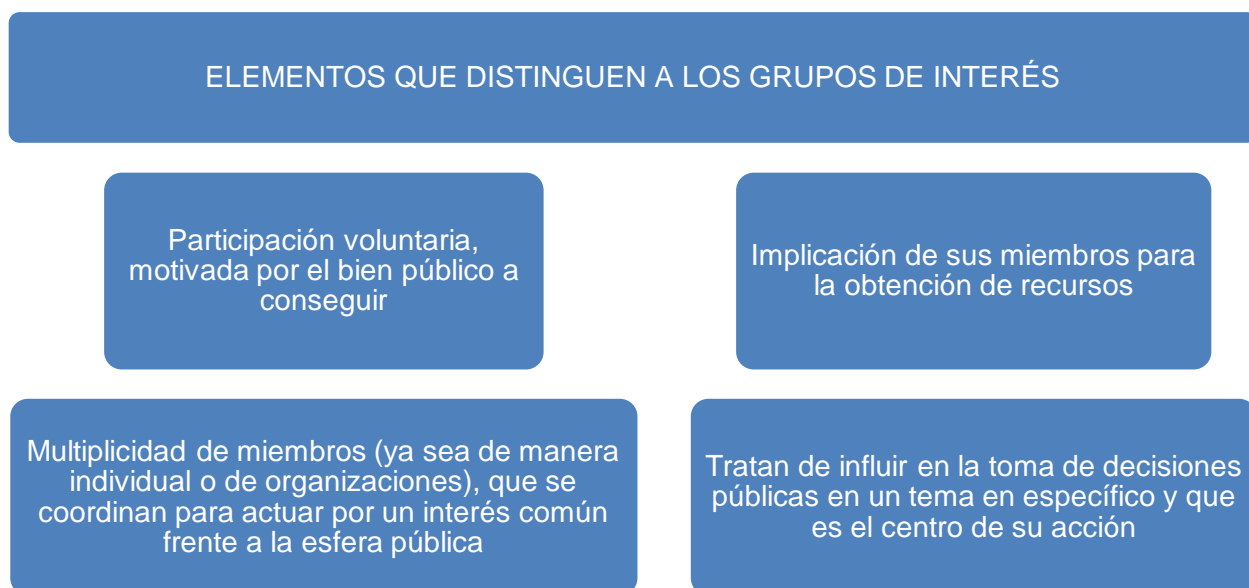 ELEMENTOS QUE DISTINGUEN A LOS GRUPOS DE INTERÉS
Participación voluntaria,
motivada por el bien público a
conseguir
Implicación de sus miembros para
la obtención de recursos
Multiplicidad de miembros (ya sea de manera
individual o de organizaciones), que se
coordinan para actuar por un interés común
frente a la esfera pública
Tratan de influir en la toma de decisiones
públicas en un tema en específico y que
es el centro de su acción